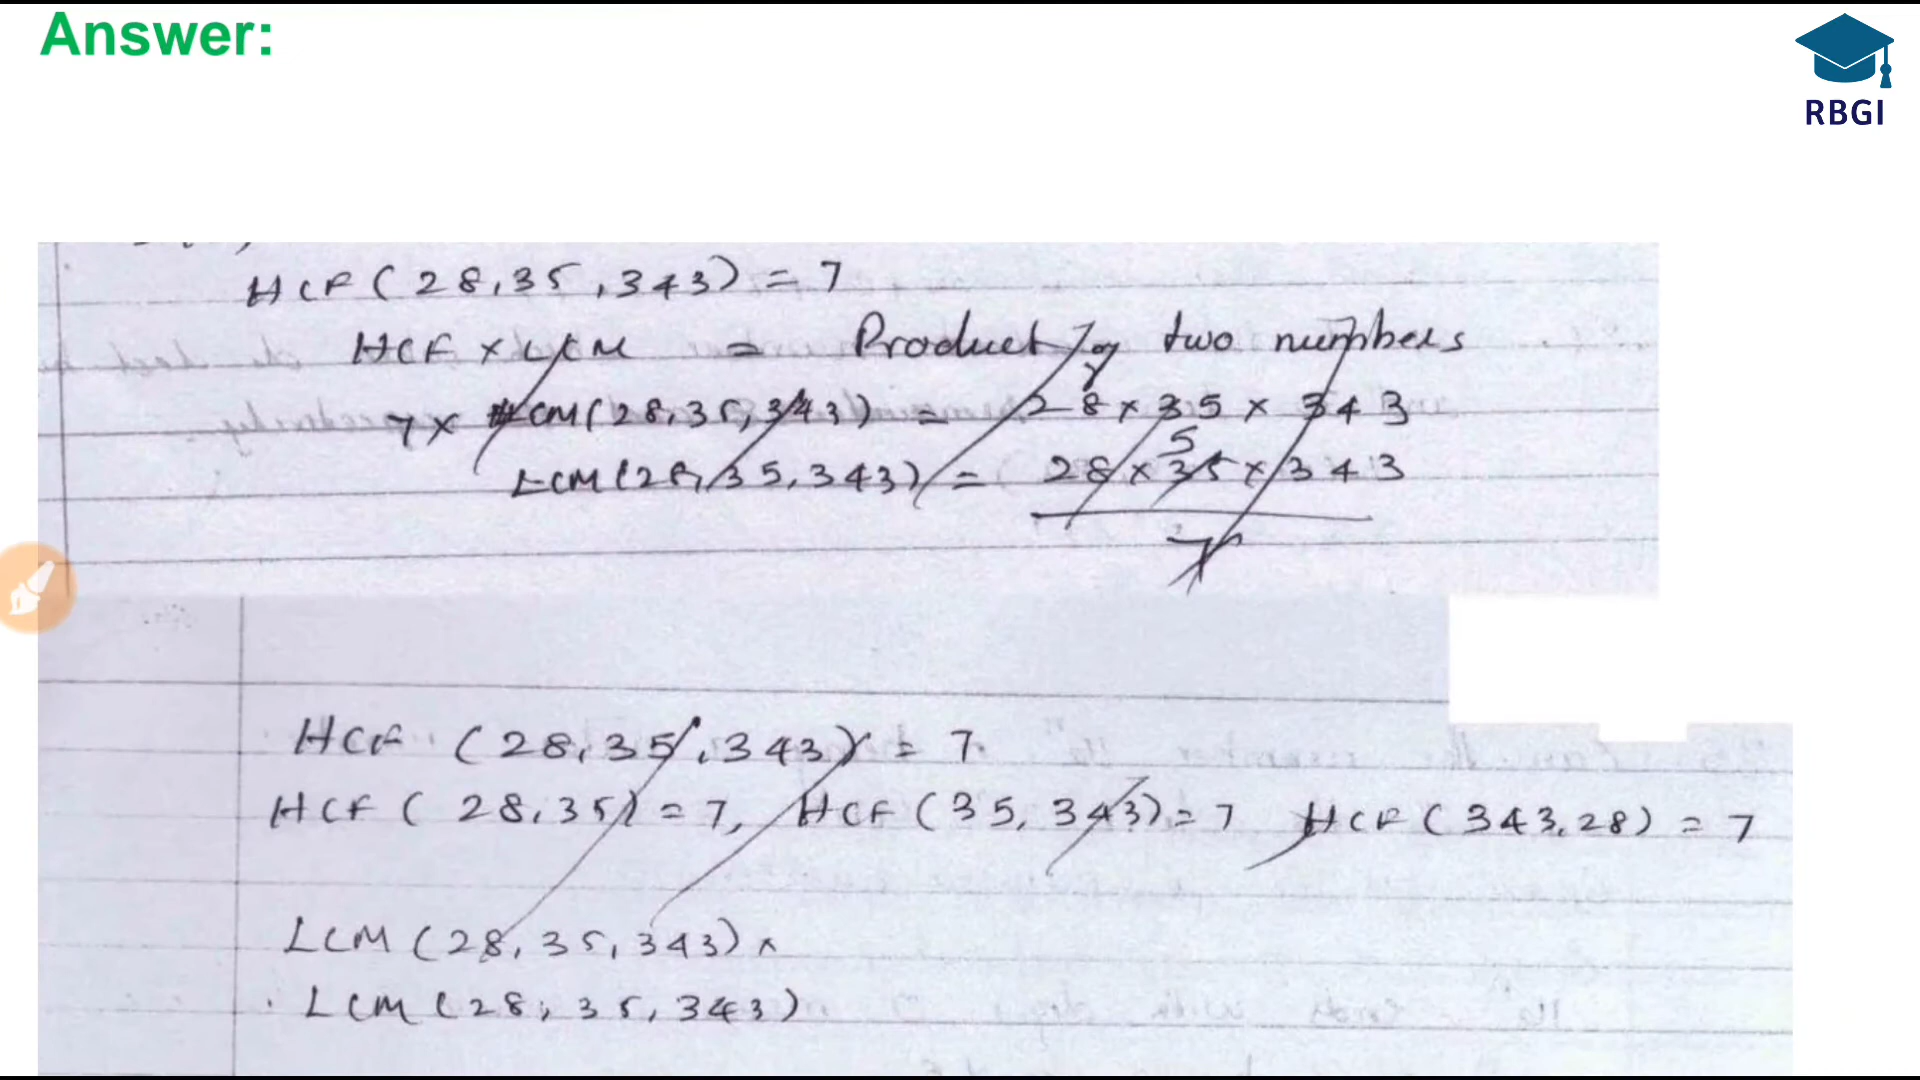 Answer:
RBGI
HCF (28,35,343) = 7
HCF × LCM = Product of two numbers
7 × LCM (28,35,343) = 28 × 35 × 343
5
LCM (28,35,343) = 28 × 35 × 343
7
HCF (28,35,343) = 7
HCF (28,35) = 7, HCF (35,343) = 7 HCF (343,28) = 7
LCM (28,35,343) ×
LCM (28,35,343)